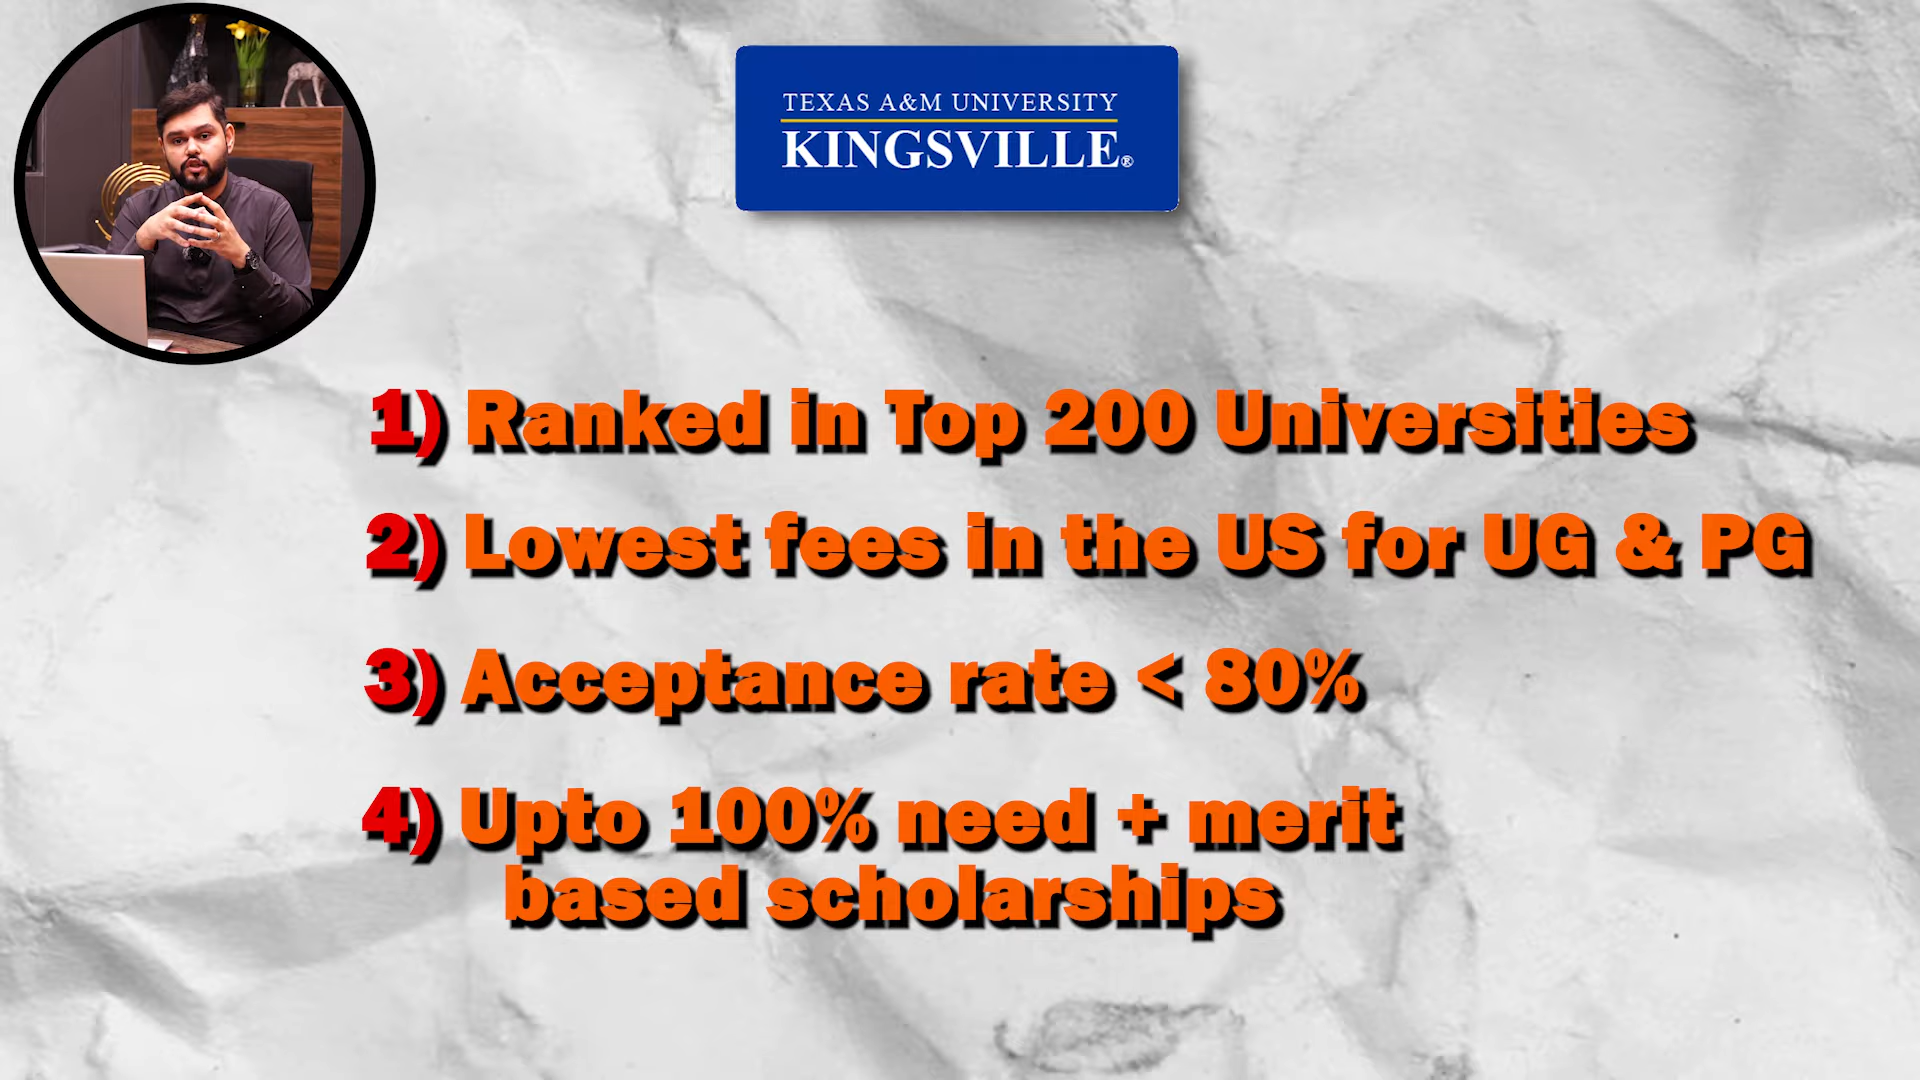 TEXAS A&M UNIVERSITY
KINGSVILLE®
1) Ranked in Top 200 Universities
2) Lowest fees in the US for UG & PG
3) Acceptance rate < 80%
4) Upto 100% need + merit
based scholarships